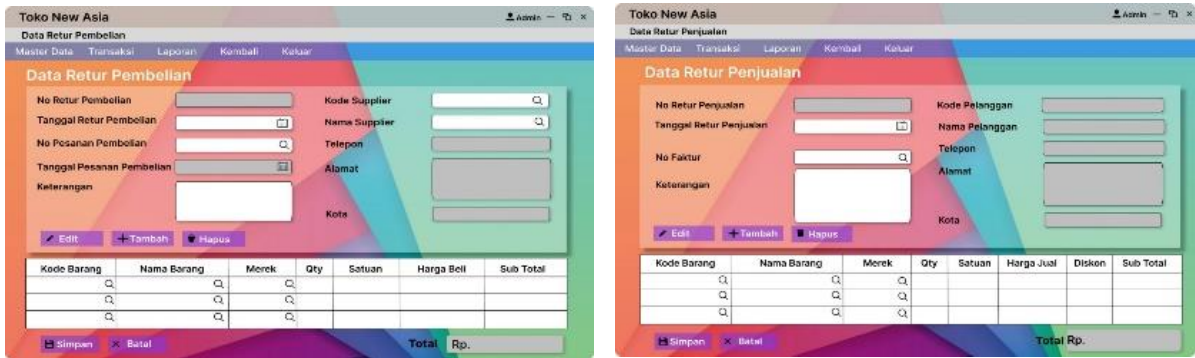 Toko New Asia
Admin
Data Retur Pembelian
Master Data Transaksi Laporan Kembali Keluar
Data Retur Pembelian
No Retur Pembelian
Kode Supplier
Tanggal Retur Pembelian
Nama Supplier
No Pesanan Pembelian
Telepon
Tanggal Pesanan Pembelian
Alamat
Keterangan
Kota
Edit Tambah Hapus
Kode Barang Nama Barang Merek Qty Satuan Harga Beli Sub Total
Simpan Batal
Total Rp.
Toko New Asia
Admin
Data Retur Penjualan
Master Data Transaksi Laporan Kembali Keluar
Data Retur Penjualan
No Retur Penjualan
Kode Pelanggan
Tanggal Retur Penjualan
Nama Pelanggan
Telepon
No Faktur
Alamat
Keterangan
Kota
Edit Tambah Hapus
Kode Barang Nama Barang Merek Qty Satuan Harga Jual Diskon Sub Total
Simpan Batal
Total Rp.